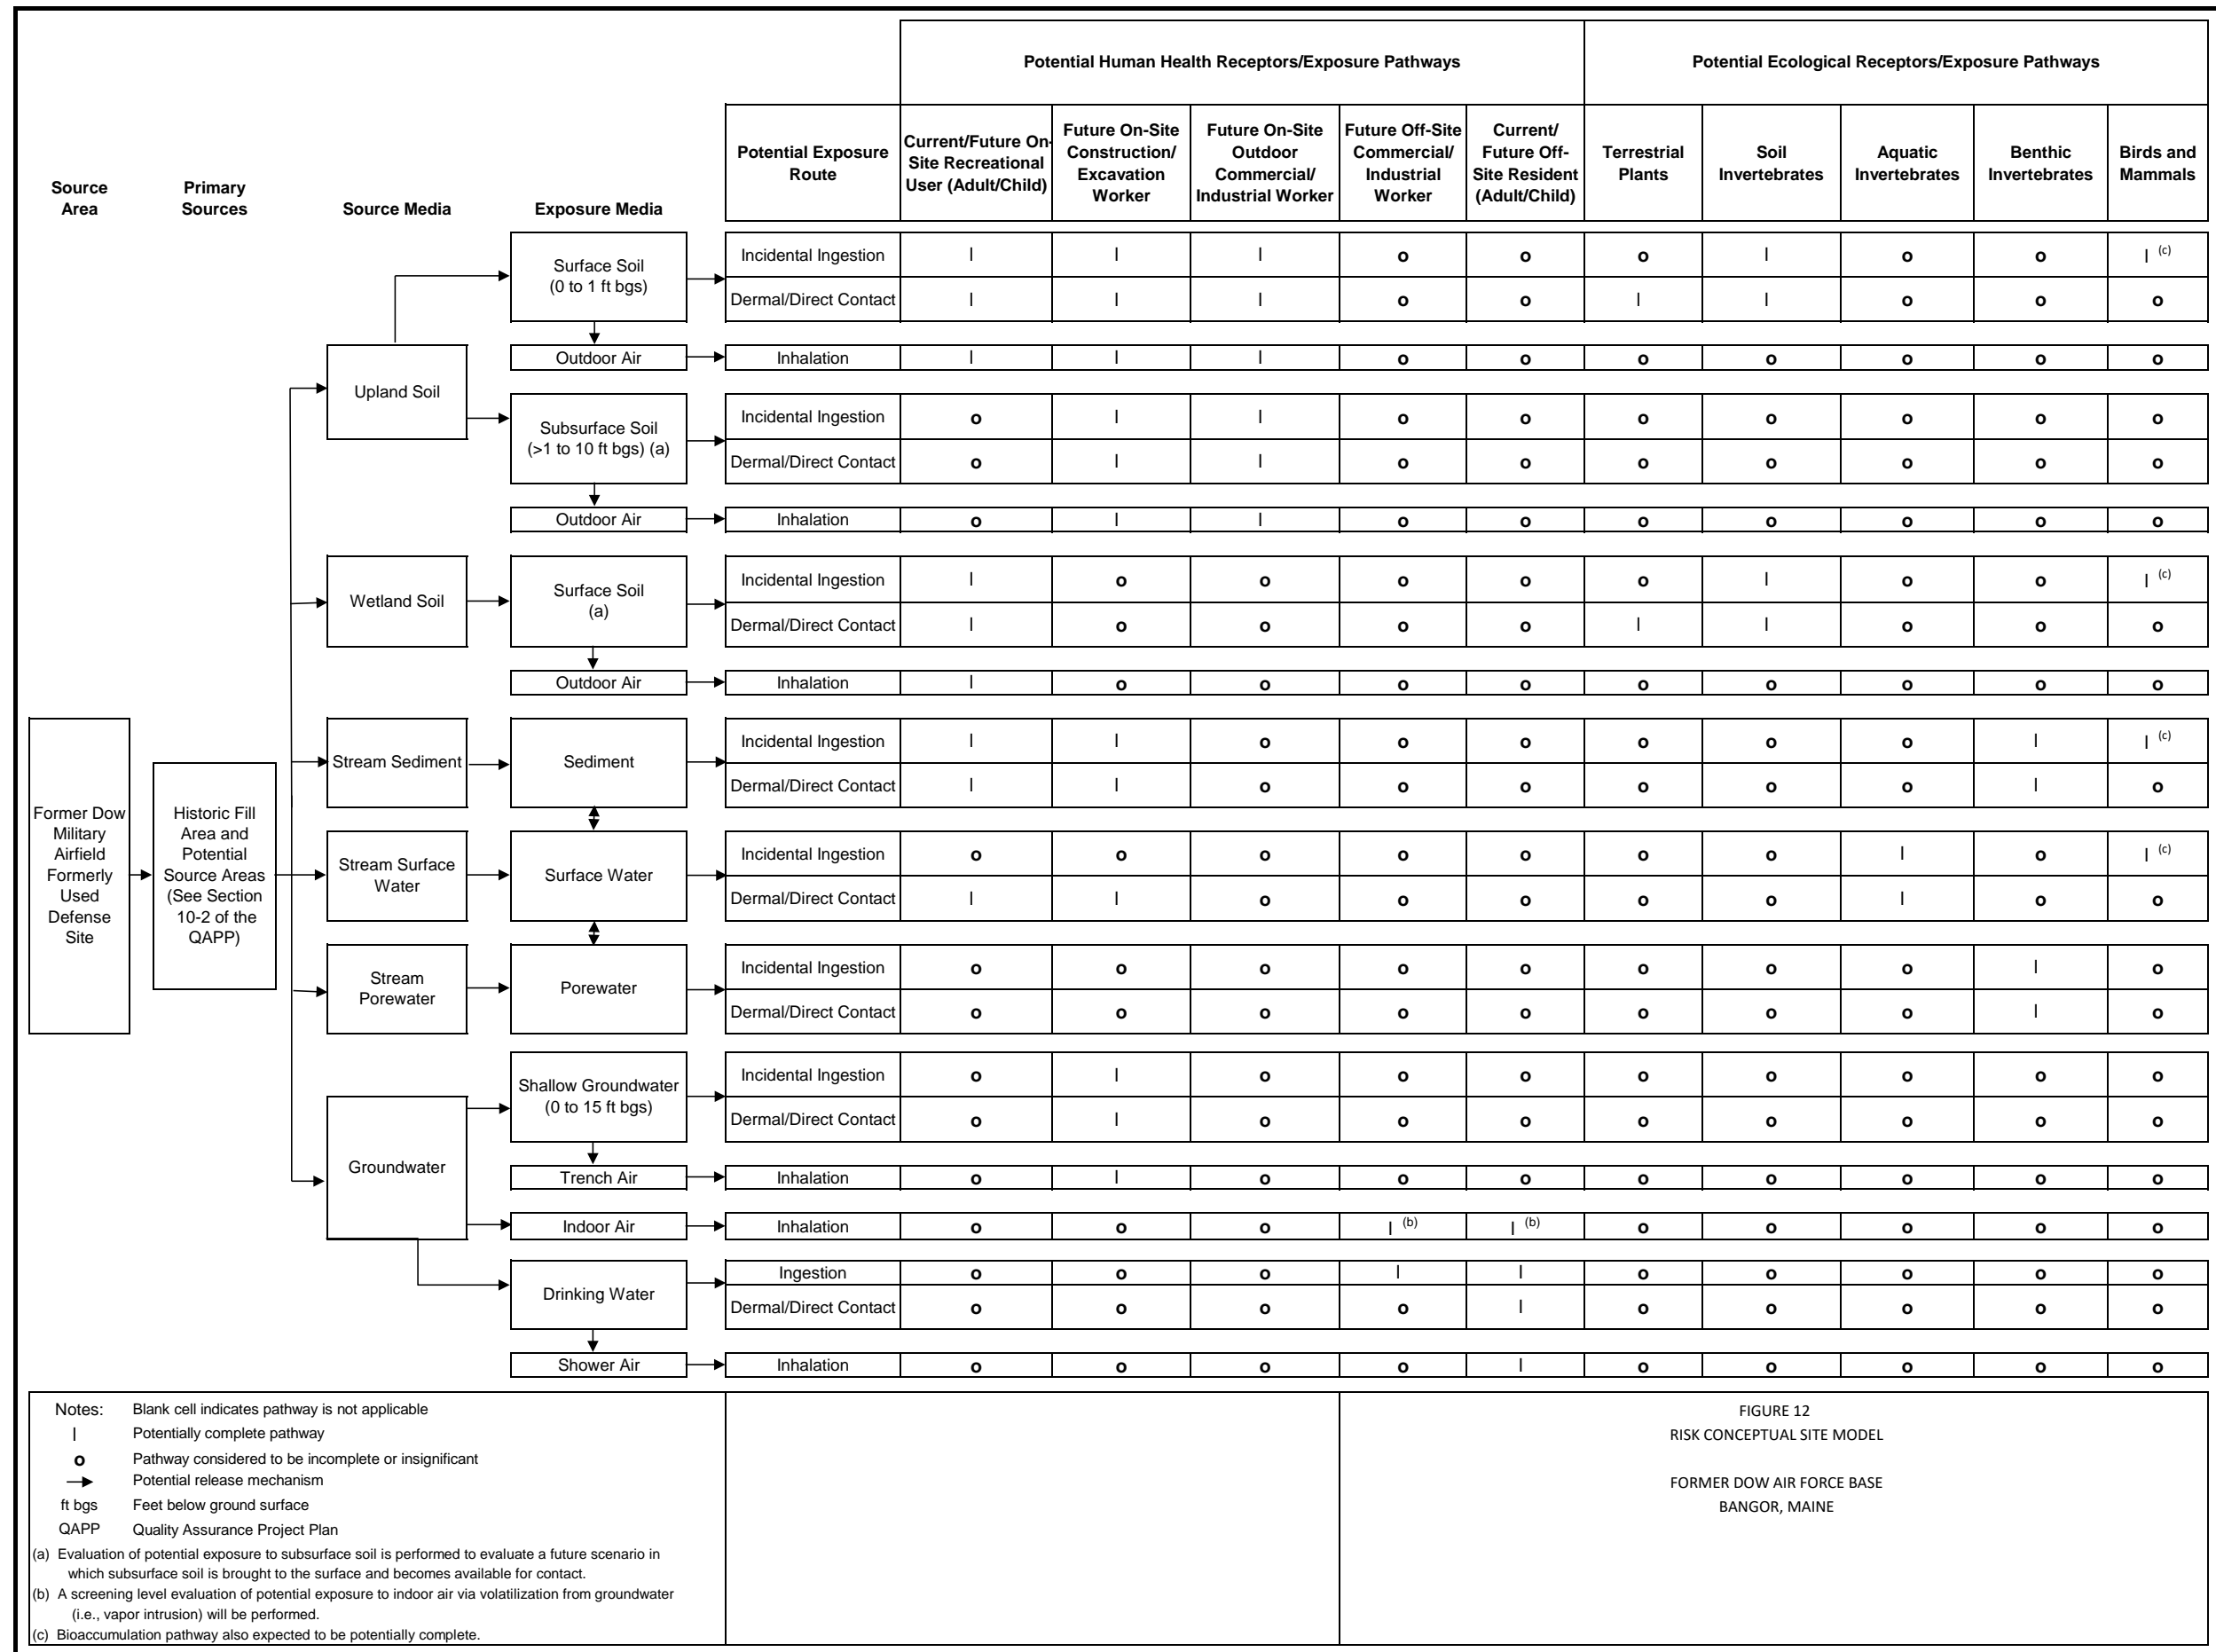 Potential Human Health Receptors/Exposure Pathways
Potential Ecological Receptors/Exposure Pathways
Source
Area
Primary
Sources
Source Media
Exposure Media
Potential Exposure
Route
Current/Future On-
Site Recreational
User (Adult/Child)
Future On-Site
Construction/
Excavation
Worker
Future On-Site
Outdoor
Commercial/
Industrial Worker
Future Off-Site
Commercial/
Industrial
Worker
Current/
Future Off-
Site Resident
(Adult/Child)
Terrestrial
Plants
Soil
Invertebrates
Aquatic
Invertebrates
Benthic
Invertebrates
Birds and
Mammals
Former Dow
Military
Airfield
Formerly
Used
Defense
Site
Historic Fill
Area and
Potential
Source Areas
(See Section
10-2 of the
QAPP)
Upland Soil
Surface Soil
(0 to 1 ft bgs)
Incidental Ingestion l l l o o o l o o l (c)
Dermal/Direct Contact l l l o o l l o o o
Outdoor Air
Inhalation l l l o o o o o o o
Subsurface Soil
(>1 to 10 ft bgs) (a)
Incidental Ingestion o l l o o o o o o o
Dermal/Direct Contact o l l o o o o o o o
Outdoor Air
Inhalation o l l o o o o o o o
Wetland Soil
Surface Soil
(a)
Incidental Ingestion l o o o o o l o o l (c)
Dermal/Direct Contact l o o o o l l o o o
Outdoor Air
Inhalation l o o o o o o o o o
Stream Sediment
Sediment
Incidental Ingestion l l o o o o o o l l (c)
Dermal/Direct Contact l l o o o o o o l o
Stream Surface
Water
Surface Water
Incidental Ingestion o o o o o o o l o l (c)
Dermal/Direct Contact l l o o o o o l o o
Stream
Porewater
Porewater
Incidental Ingestion o o o o o o o o l o
Dermal/Direct Contact o o o o o o o o l o
Groundwater
Shallow Groundwater
(0 to 15 ft bgs)
Incidental Ingestion o l o o o o o o o o
Dermal/Direct Contact o l o o o o o o o o
Trench Air
Inhalation o l o o o o o o o o
Indoor Air
Inhalation o o o l (b) l (b) o o o o o
Drinking Water
Ingestion o o o l l o o o o o
Dermal/Direct Contact o o o o l o o o o o
Shower Air
Inhalation o o o o l o o o o o
Notes: Blank cell indicates pathway is not applicable
l Potentially complete pathway
o Pathway considered to be incomplete or insignificant
→ Potential release mechanism
ft bgs Feet below ground surface
QAPP Quality Assurance Project Plan
(a) Evaluation of potential exposure to subsurface soil is performed to evaluate a future scenario in
which subsurface soil is brought to the surface and becomes available for contact.
(b) A screening level evaluation of potential exposure to indoor air via volatilization from groundwater
(i.e., vapor intrusion) will be performed.
(c) Bioaccumulation pathway also expected to be potentially complete.
FIGURE 12
RISK CONCEPTUAL SITE MODEL
FORMER DOW AIR FORCE BASE
BANGOR, MAINE